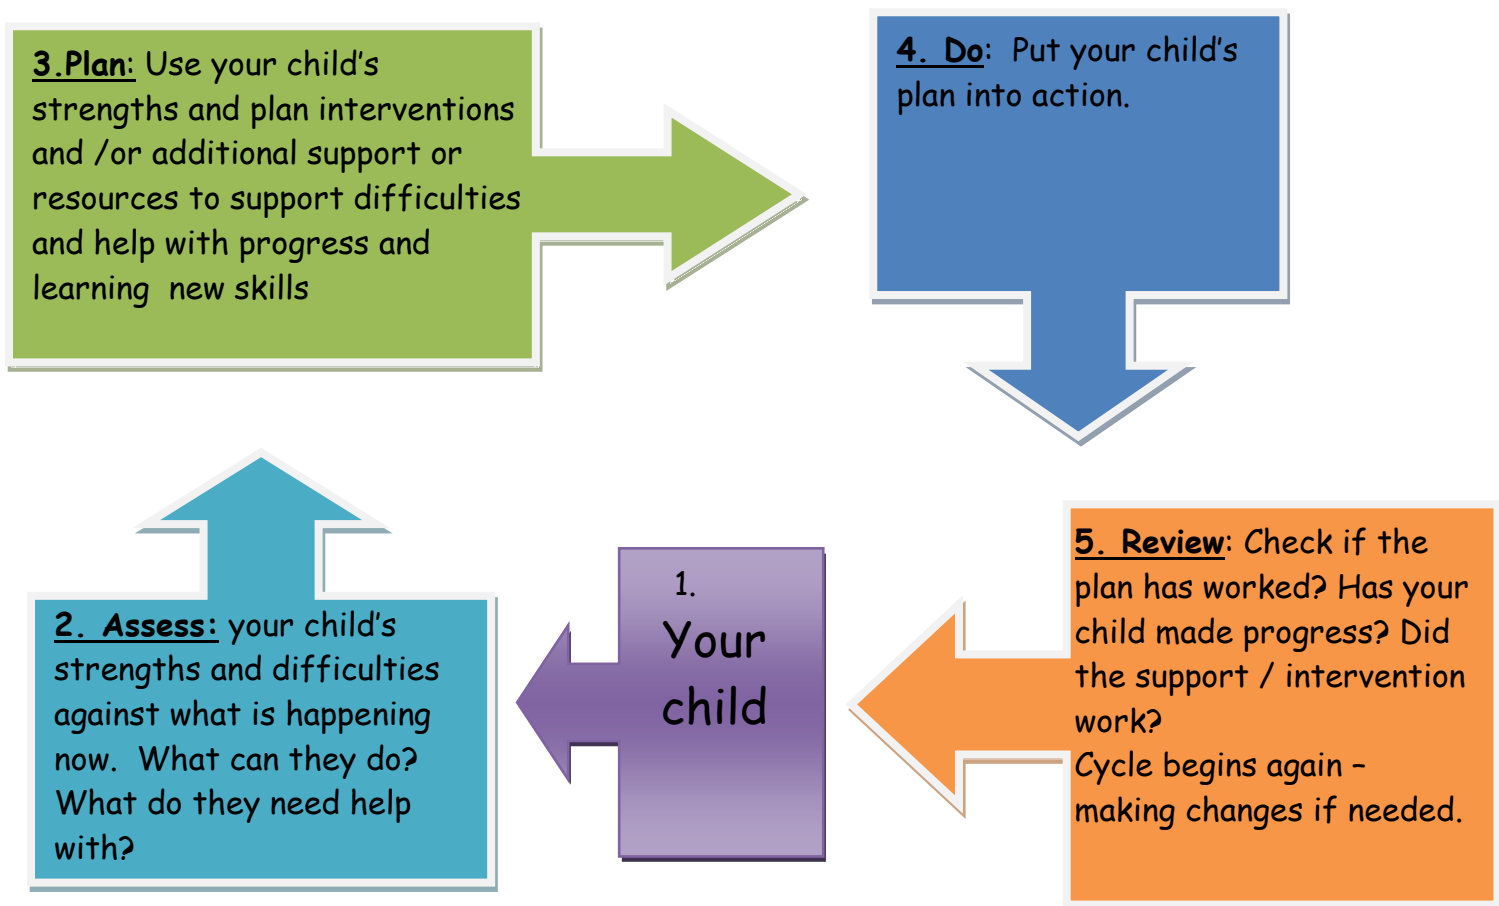 3.Plan: Use your child's
strengths and plan interventions
and /or additional support or
resources to support difficulties
and help with progress and
learning  new skills
4. Do:  Put your child's
plan into action.
2. Assess: your child's
strengths and difficulties
against what is happening
now.  What can they do?
What do they need help
with?
1.
Your
child
5. Review: Check if the
plan has worked? Has your
child made progress? Did
the support / intervention
work?
Cycle begins again –
making changes if needed.